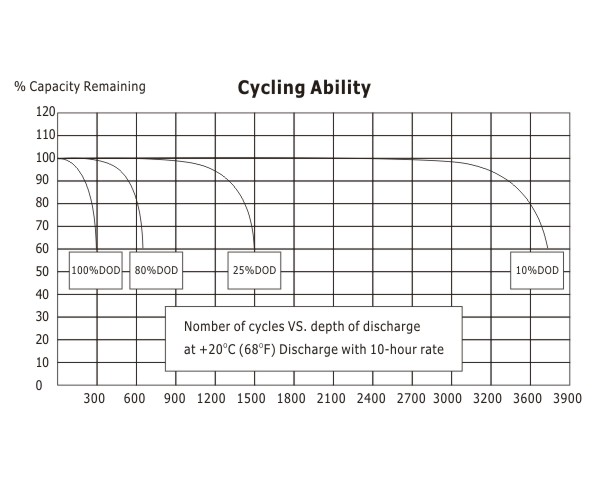 % Capacity Remaining
Cycling Ability
120
110
100
90
80
70
60
50
40
30
20
10
0
100%DOD
80%DOD
25%DOD
10%DOD
Nomber of cycles VS. depth of discharge
at +20°C (68°F) Discharge with 10-hour rate
300 600 900 1200 1500 1800 2100 2400 2700 3000 3200 3600 3900